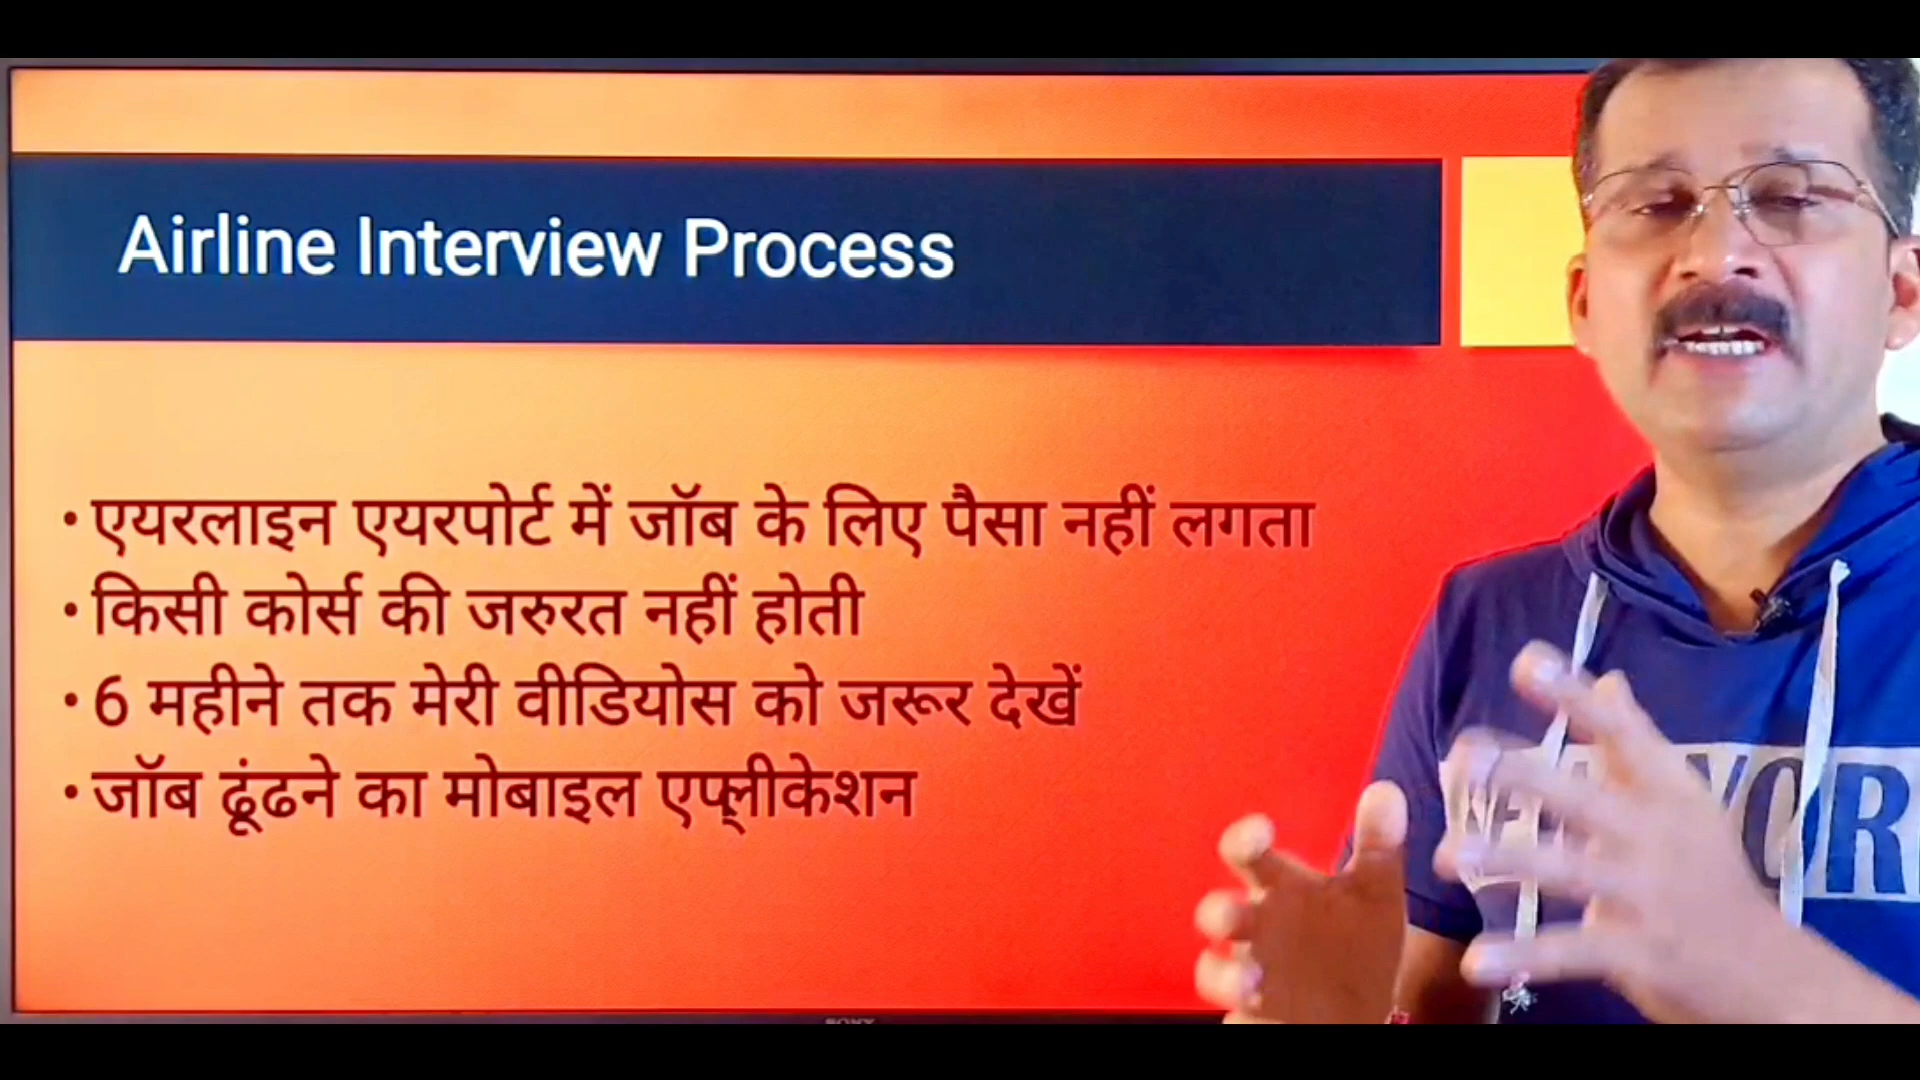 Airline Interview Process
• एयरलाइन एयरपोर्ट में जॉब के लिए पैसा नहीं लगता
• किसी कोर्स की जरुरत नहीं होती
• 6 महीने तक मेरी वीडियोस को जरूर देखें
• जॉब ढूंढने का मोबाइल एप्लीकेशन
SONY